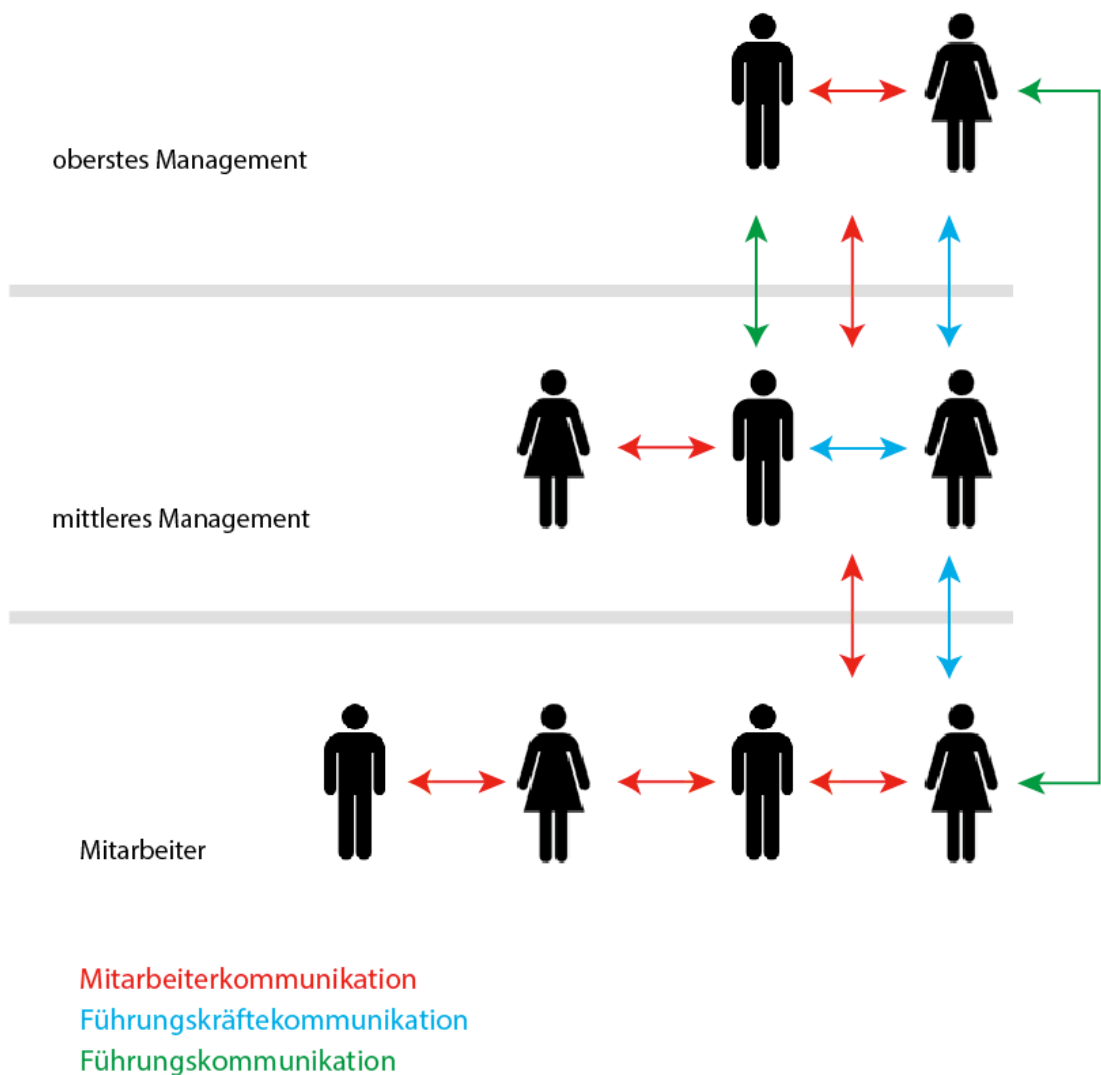 oberstes Management
mittleres Management
Mitarbeiter
Mitarbeiterkommunikation
Führungskräftekommunikation
Führungskommunikation